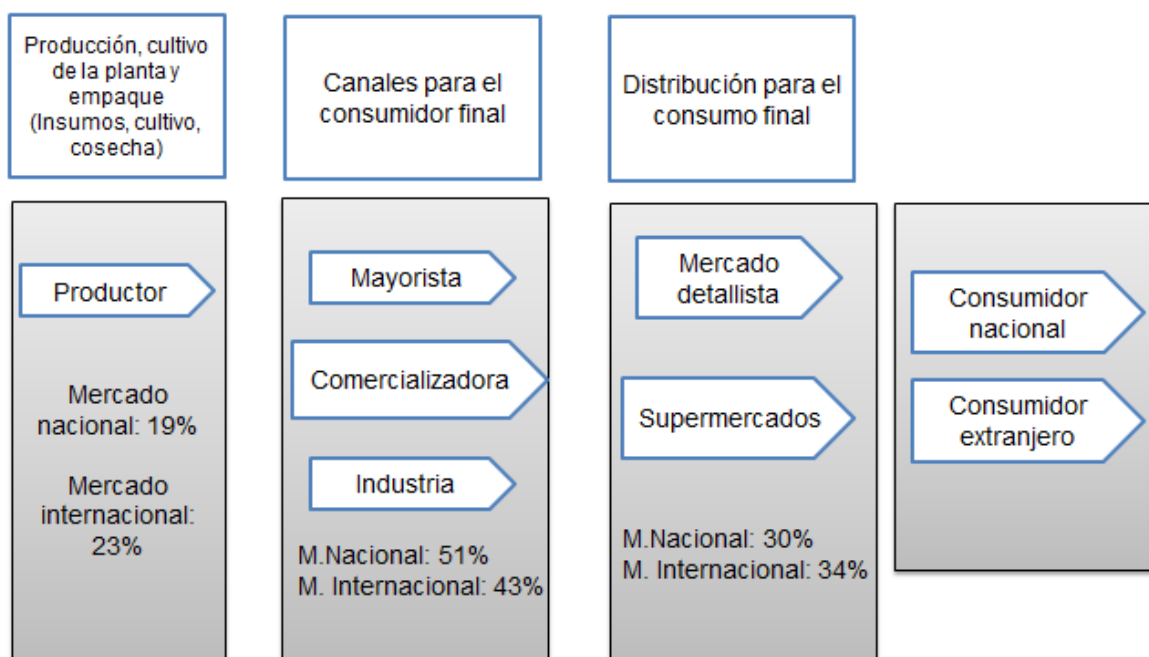 Producción, cultivo
de la planta y
empaque
(Insumos, cultivo,
cosecha)
Canales para el
consumidor final
Distribución para el
consumo final
Productor
Mercado
nacional: 19%
Mercado
internacional:
23%
Mayorista
Comercializadora
Industria
M.Nacional: 51%
M. Internacional: 43%
Mercado
detallista
Supermercados
M.Nacional: 30%
M. Internacional: 34%
Consumidor
nacional
Consumidor
extranjero